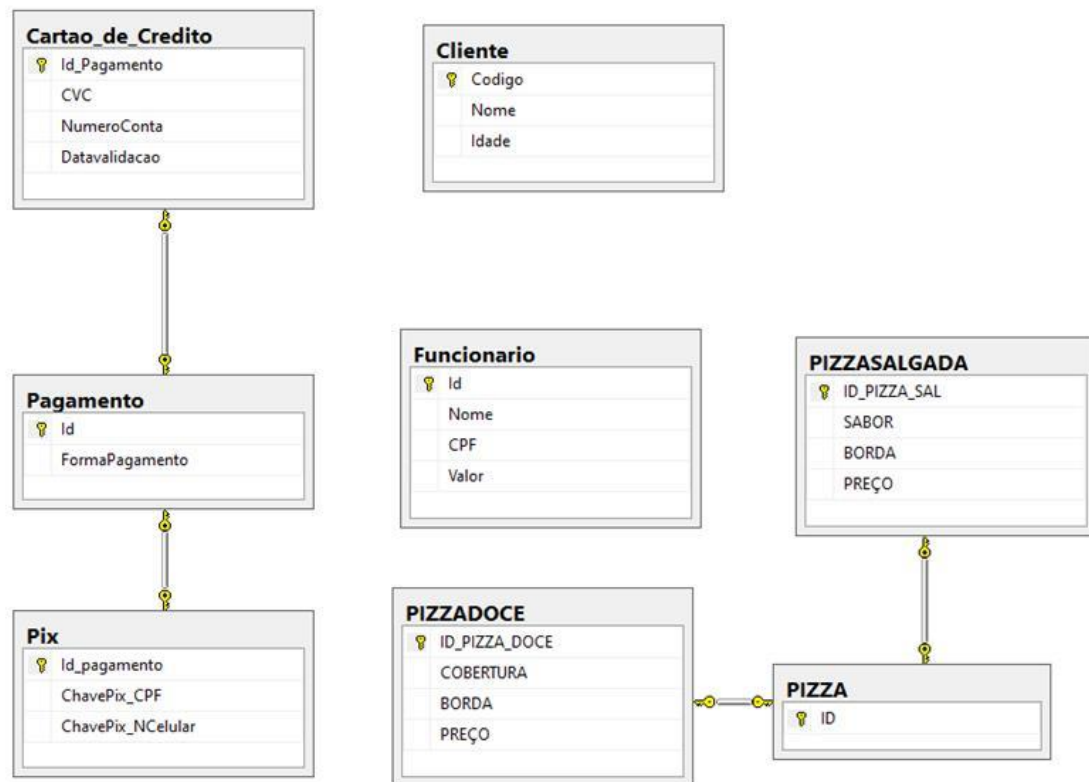 Cartao_de_Credito
Id_Pagamento
CVC
NumeroConta
Datavalidacao
Cliente
Codigo
Nome
Idade
Pagamento
Id
FormaPagamento
Funcionario
Id
Nome
CPF
Valor
PIZZASALGADA
ID_PIZZA_SAL
SABOR
BORDA
PREÇO
Pix
Id_pagamento
ChavePix_CPF
ChavePix_NCelular
PIZZADOCE
ID_PIZZA_DOCE
COBERTURA
BORDA
PREÇO
PIZZA
ID